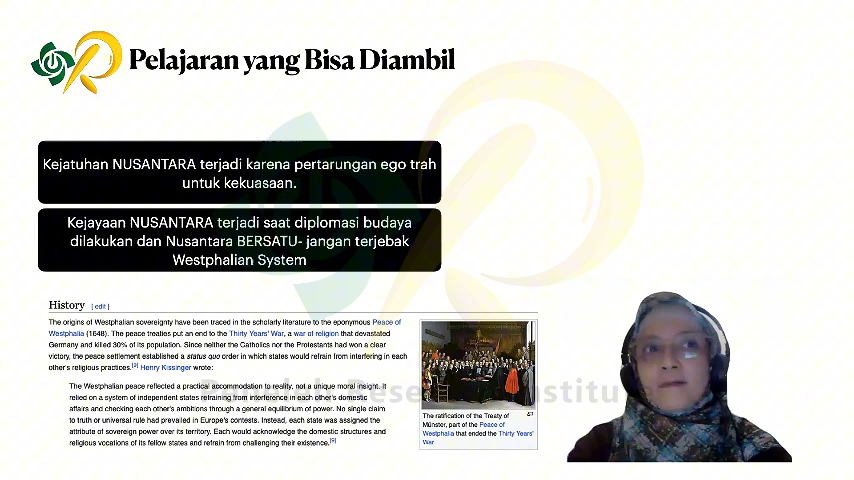 Pelajaran yang Bisa Diambil
Kejatuhan NUSANTARA terjadi karena pertarungan ego trah
untuk kekuasaan.
Kejayaan NUSANTARA terjadi saat diplomasi budaya
dilakukan dan Nusantara BERSATU- jangan terjebak
Westphalian System
History [ edit ]
The origins of Westphalian sovereignty have been traced in the scholarly literature to the eponymous Peace of
Westphalia (1648). The peace treaties put an end to the Thirty Years' War, a war of religion that devastated
Germany and killed 30% of its population. Since neither the Catholics nor the Protestants had won a clear
victory, the peace settlement established a status quo order in which states would refrain from interfering in each
other's religious practices.[9] Henry Kissinger wrote:
The Westphalian peace reflected a practical accommodation to reality, not a unique moral insight. It
relied on a system of independent states refraining from interference in each other's domestic
affairs and checking each other's ambitions through a general equilibrium of power. No single claim
to truth or universal rule had prevailed in Europe's contests. Instead, each state was assigned the
attribute of sovereign power over its territory. Each would acknowledge the domestic structures and
religious vocations of its fellow states and refrain from challenging their existence.[9]
The ratification of the Treaty of
Münster, part of the Peace of
Westphalia that ended the Thirty Years'
War